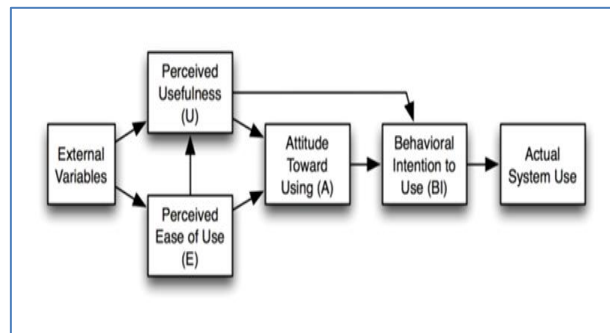 Perceived
Usefulness
(U)
External
Variables
Perceived
Ease of Use
(E)
Attitude
Toward
Using (A)
Behavioral
Intention to
Use (BI)
Actual
System Use